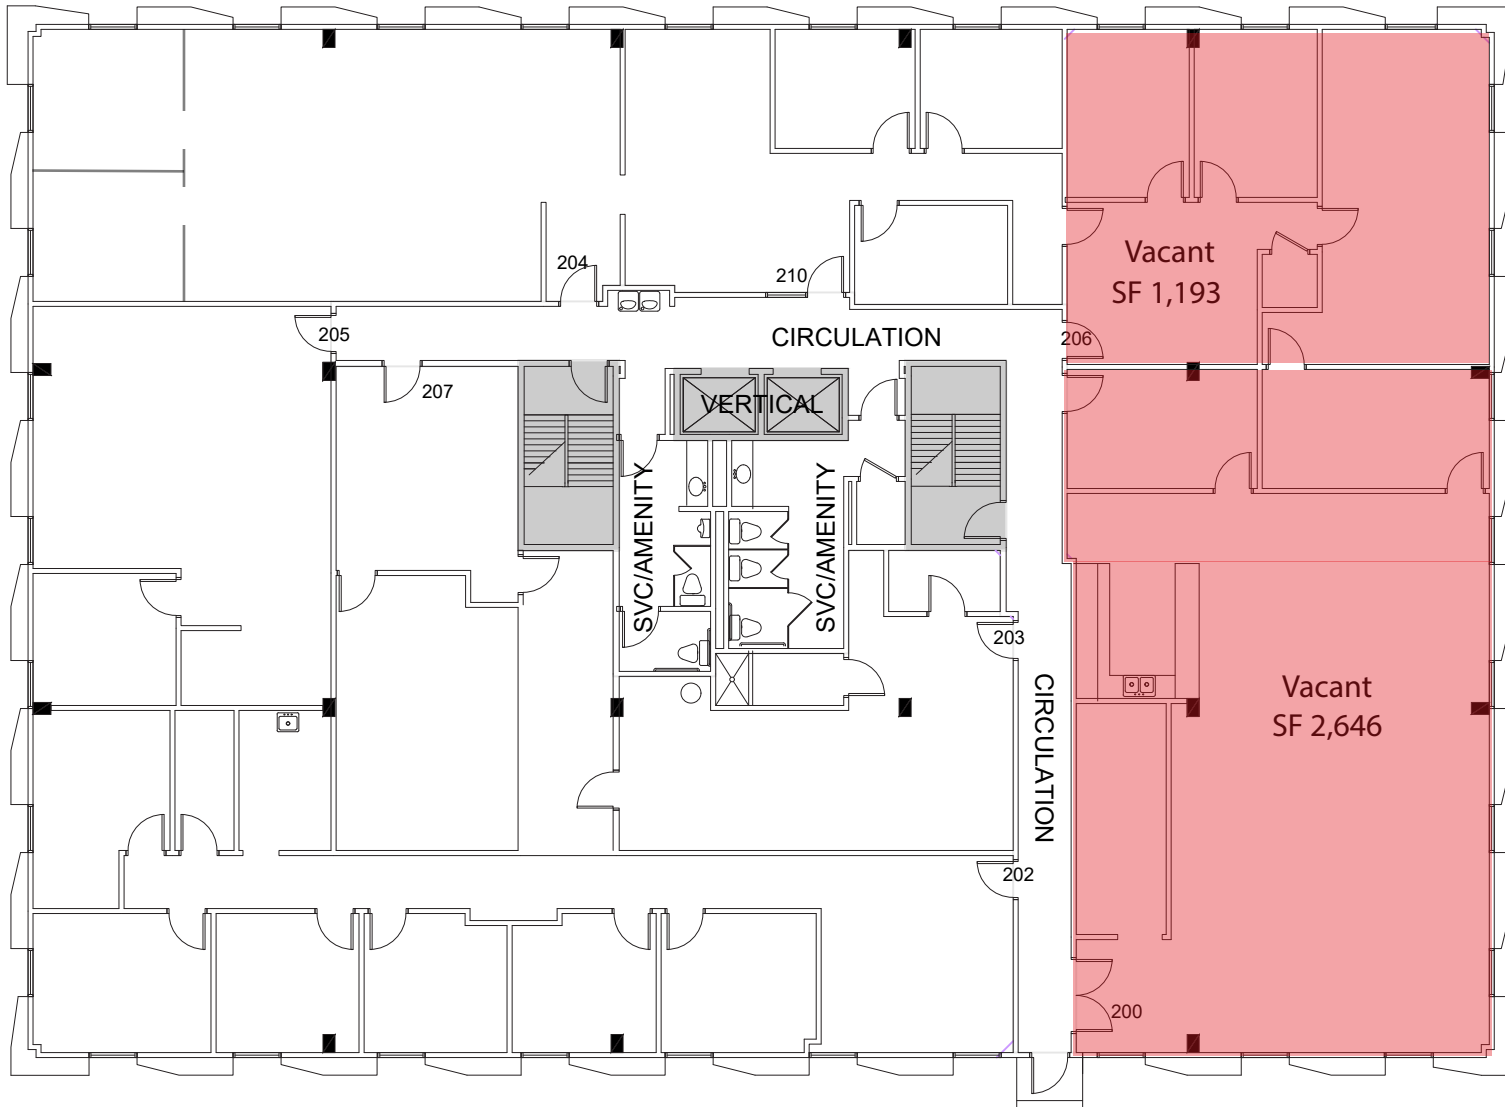 204
210
Vacant
SF 1,193
205
CIRCULATION
206
207
VERTICAL
SVC/AMENITY
SVC/AMENITY
203
CIRCULATION
Vacant
SF 2,646
202
200